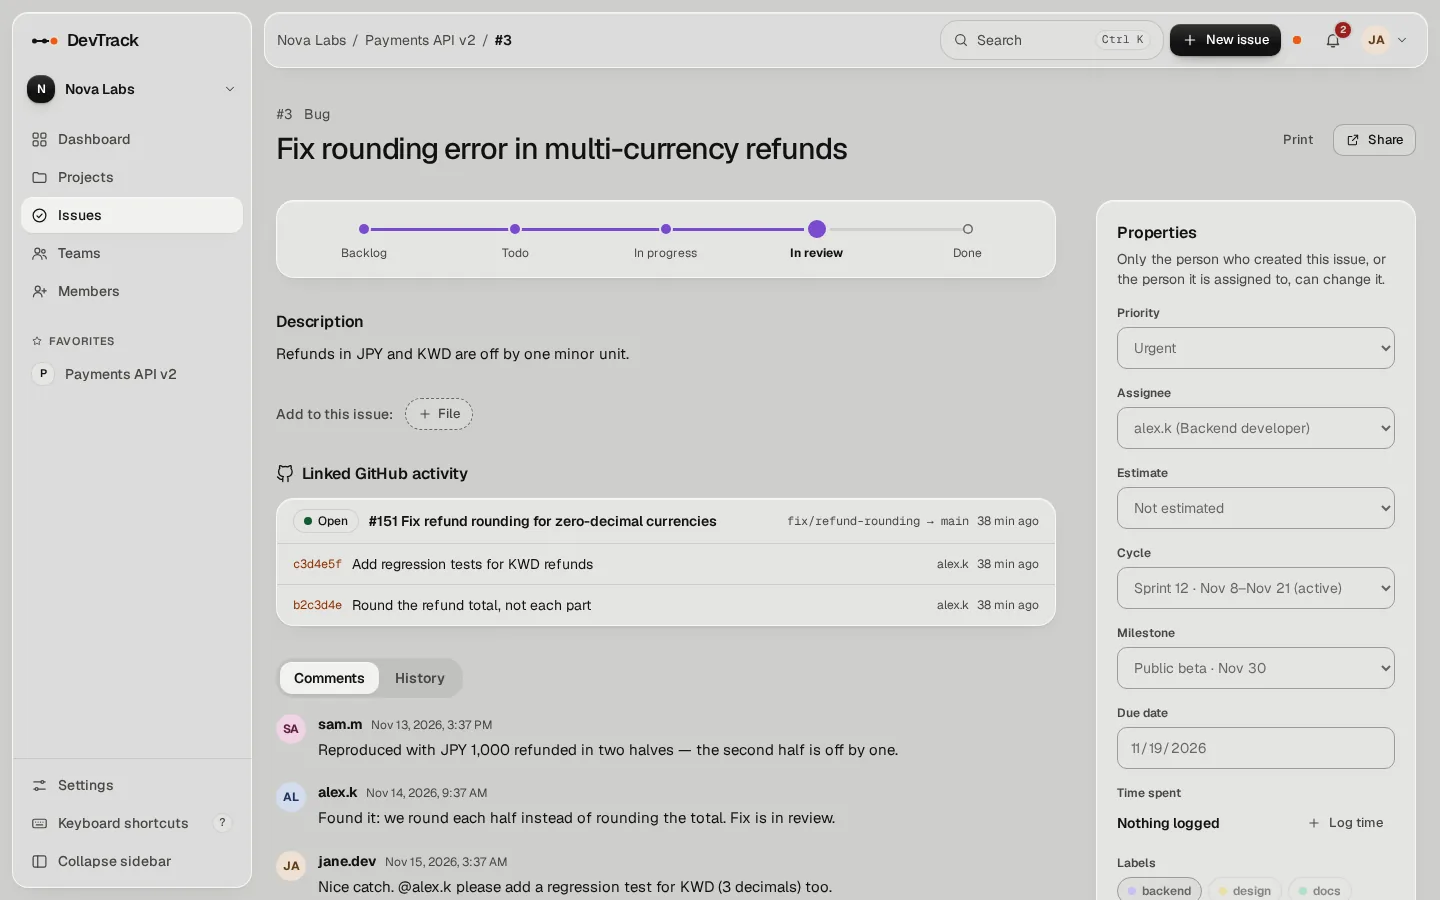 DevTrack
N Nova Labs
Dashboard
Projects
Issues
Teams
Members
FAVORITES
P Payments API v2
Settings
Keyboard shortcuts ?
Collapse sidebar
Nova Labs / Payments API v2 / #3
Search Ctrl K
New issue
2
JA
#3 Bug
Fix rounding error in multi-currency refunds
Print
Share
Backlog Todo In progress In review Done
Description
Refunds in JPY and KWD are off by one minor unit.
Add to this issue: + File
Linked GitHub activity
Open #151 Fix refund rounding for zero-decimal currencies fix/refund-rounding → main 38 min ago
c3d4e5f Add regression tests for KWD refunds alex.k 38 min ago
b2c3d4e Round the refund total, not each part alex.k 38 min ago
Comments History
SA sam.m Nov 13, 2026, 3:37 PM
Reproduced with JPY 1,000 refunded in two halves — the second half is off by one.
AL alex.k Nov 14, 2026, 9:37 AM
Found it: we round each half instead of rounding the total. Fix is in review.
JA jane.dev Nov 15, 2026, 3:37 AM
Nice catch. @alex.k please add a regression test for KWD (3 decimals) too.
Properties
Only the person who created this issue, or
the person it is assigned to, can change it.
Priority
Urgent
Assignee
alex.k (Backend developer)
Estimate
Not estimated
Cycle
Sprint 12 · Nov 8–Nov 21 (active)
Milestone
Public beta · Nov 30
Due date
11/19/2026
Time spent
Nothing logged + Log time
Labels
backend design docs